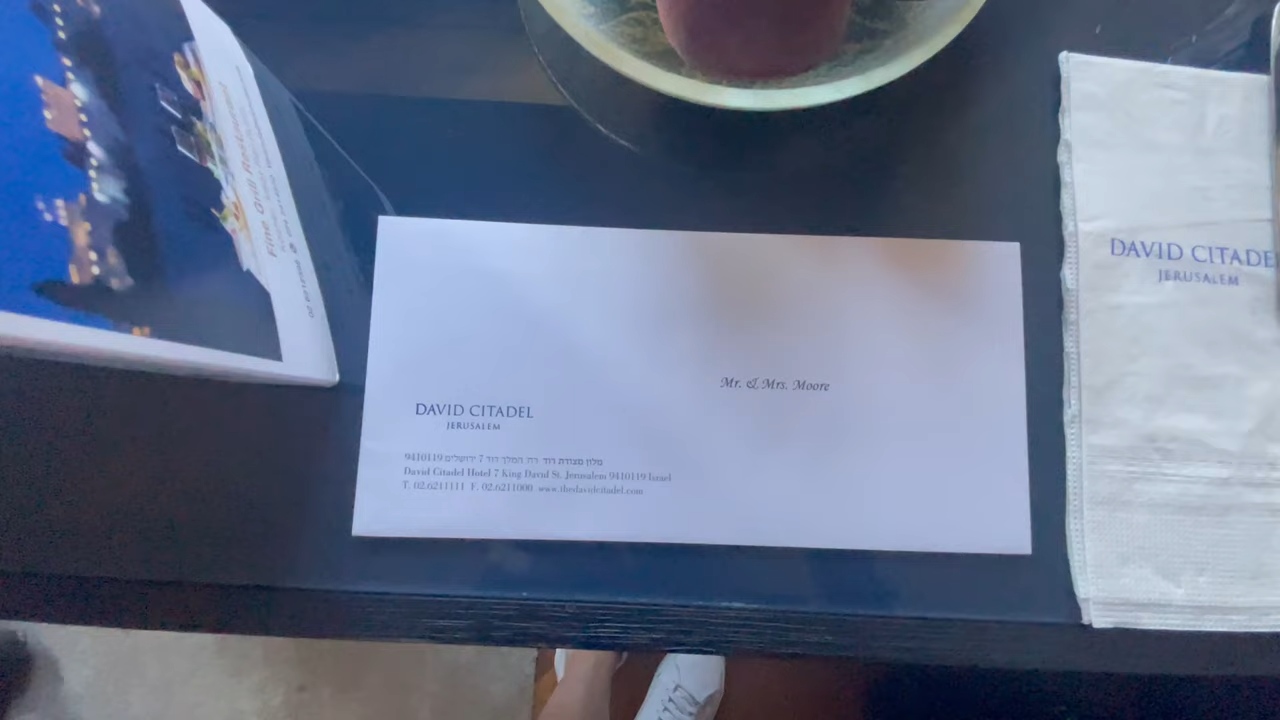 Fine Grill Restaurant
Mr. & Mrs. Moore
DAVID CITADEL
JERUSALEM
מלון מצודת דוד רח׳ המלך דוד 7 ירושלים 9410119
David Citadel Hotel 7 King David St. Jerusalem 9410119 Israel
T. 02.6211111 F. 02.6211000 www.thedavidcitadel.com
DAVID CITADE
JERUSALEM